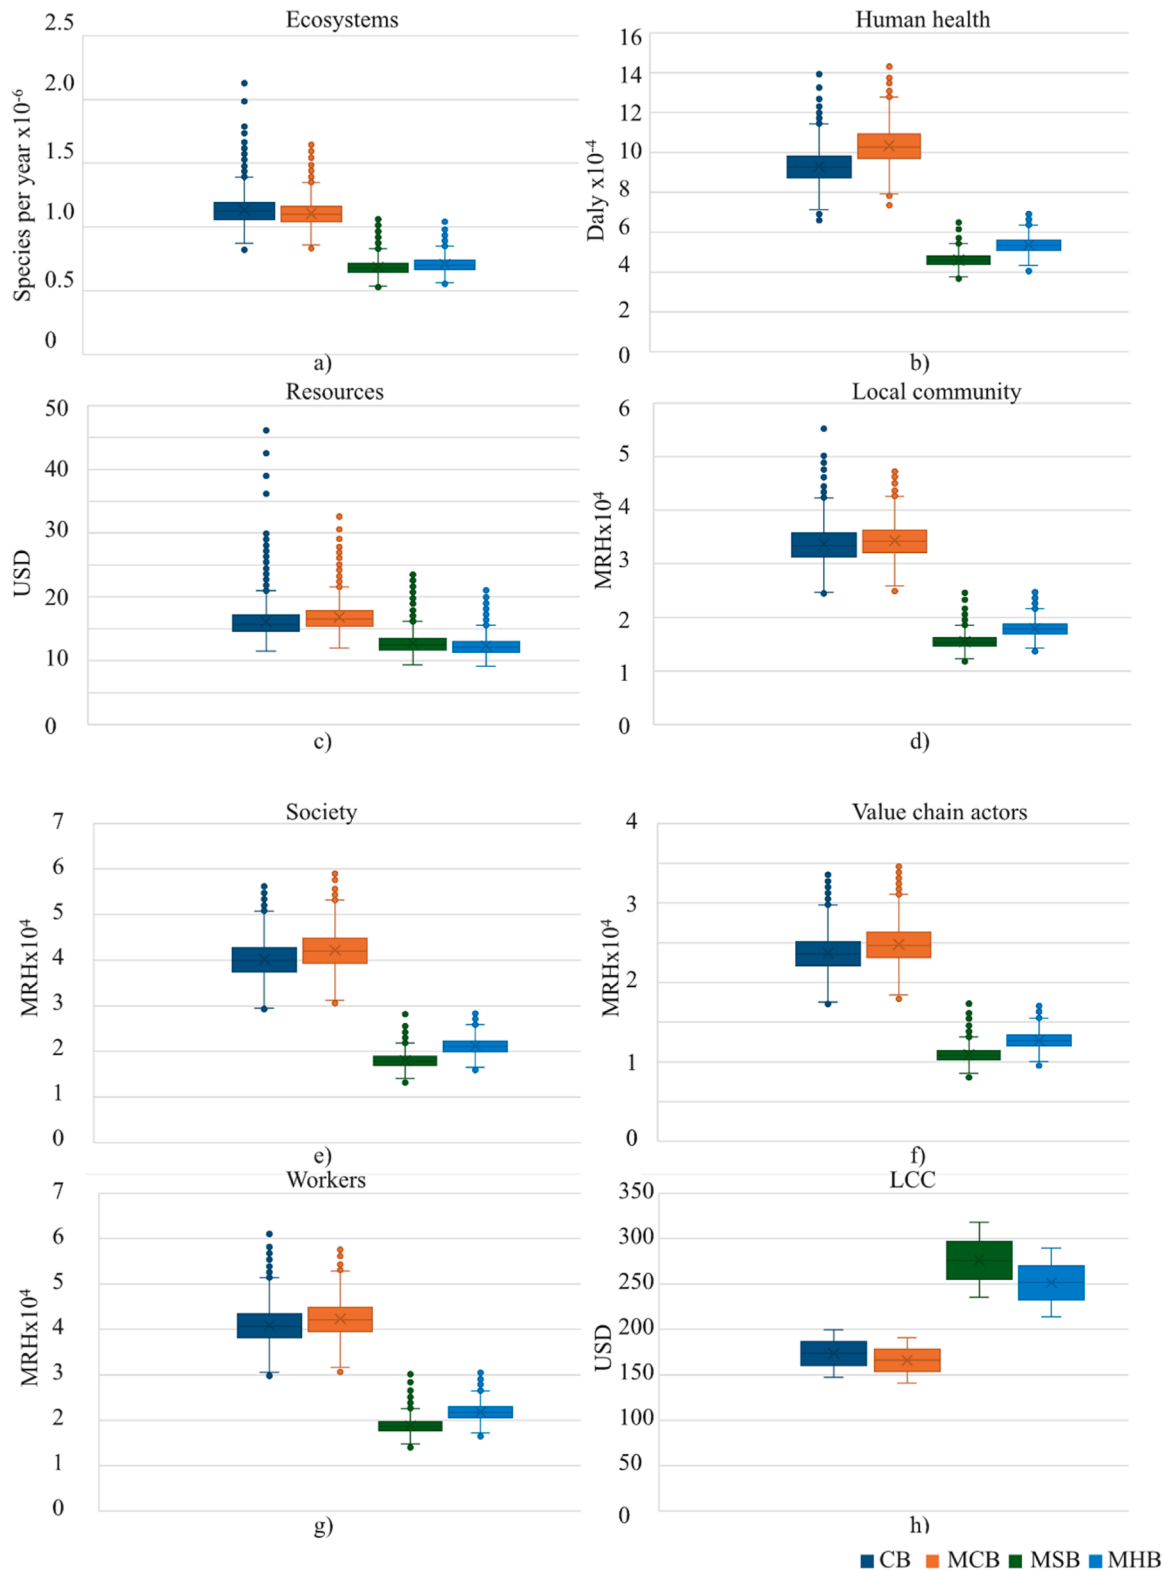 Ecosystems
2.5
2.0
1.5
1.0
0.5
0
Species per year x10-6
a)
Human health
16
14
12
10
8
6
4
2
0
Daly x10-4
b)
Resources
50
40
30
20
10
0
USD
c)
Local community
6
5
4
3
2
1
0
MRHx10⁴
d)
Society
7
6
5
4
3
2
1
0
MRHx10⁴
e)
Value chain actors
4
3
2
1
0
MRHx10⁴
f)
Workers
7
6
5
4
3
2
1
0
MRHx10⁴
g)
LCC
350
300
250
200
150
100
50
0
USD
h)
CB MCB MSB MHB